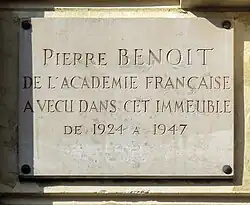 PIERRE BENOIT
DE L'ACADEMIE FRANÇAISE
A VECU DANS CET IMMEUBLE
DE 1924 A 1947